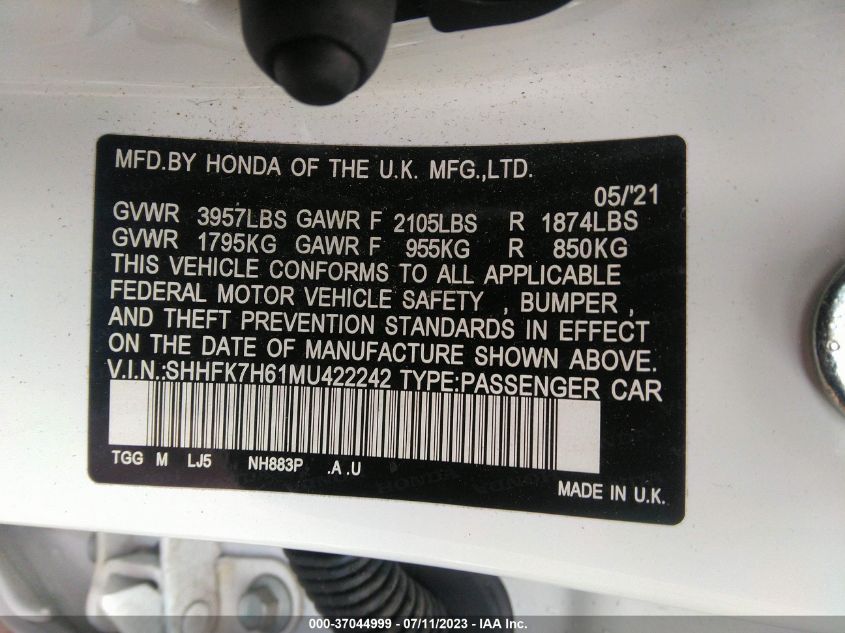 MFD.BY HONDA OF THE U.K. MFG.,LTD.
05/'21
GVWR 3957LBS GAWR F 2105LBS R 1874LBS
GVWR 1795KG GAWR F 955KG R 850KG
THIS VEHICLE CONFORMS TO ALL APPLICABLE
FEDERAL MOTOR VEHICLE SAFETY , BUMPER ,
AND THEFT PREVENTION STANDARDS IN EFFECT
ON THE DATE OF MANUFACTURE SHOWN ABOVE.
V.I.N.:SHHFK7H61MU422242 TYPE:PASSENGER CAR
TGG M LJ5 NH883P .A .U
MADE IN U.K.
000-37044999 - 07/11/2023 - IAA Inc.